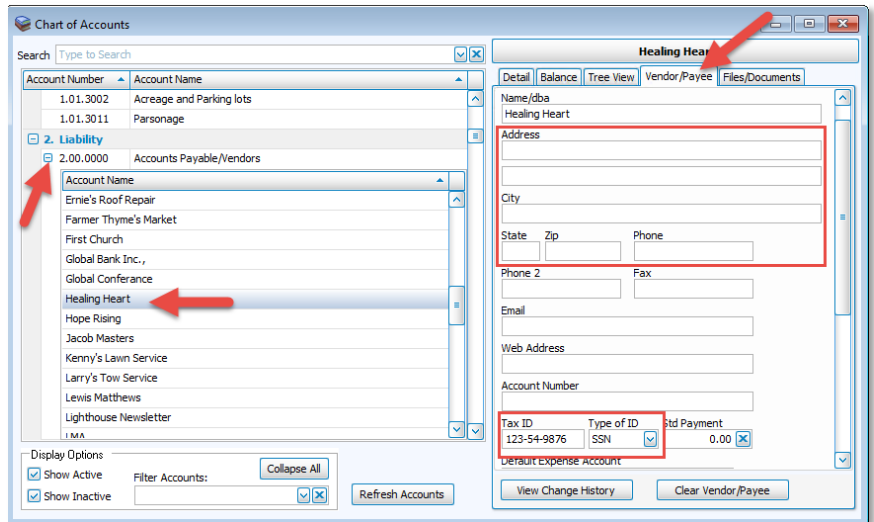 Chart of Accounts
Search Type to Search
Account Number Account Name
1.01.3002 Acreage and Parking lots
1.01.3011 Parsonage
2. Liability
2.00.0000 Accounts Payable/Vendors
Account Name
Ernie's Roof Repair
Farmer Thyme's Market
First Church
Global Bank Inc.,
Global Conferance
Healing Heart
Hope Rising
Jacob Masters
Kenny's Lawn Service
Larry's Tow Service
Lewis Matthews
Lighthouse Newsletter
LMA
Display Options
Show Active
Show Inactive
Filter Accounts:
Collapse All
Refresh Accounts
Healing Hear
Detail Balance Tree View Vendor/Payee Files/Documents
Name/dba
Healing Heart
Address
City
State Zip Phone
Phone 2 Fax
Email
Web Address
Account Number
Tax ID Type of ID Std Payment
123-54-9876 SSN 0.00
Default Expense Account
View Change History Clear Vendor/Payee